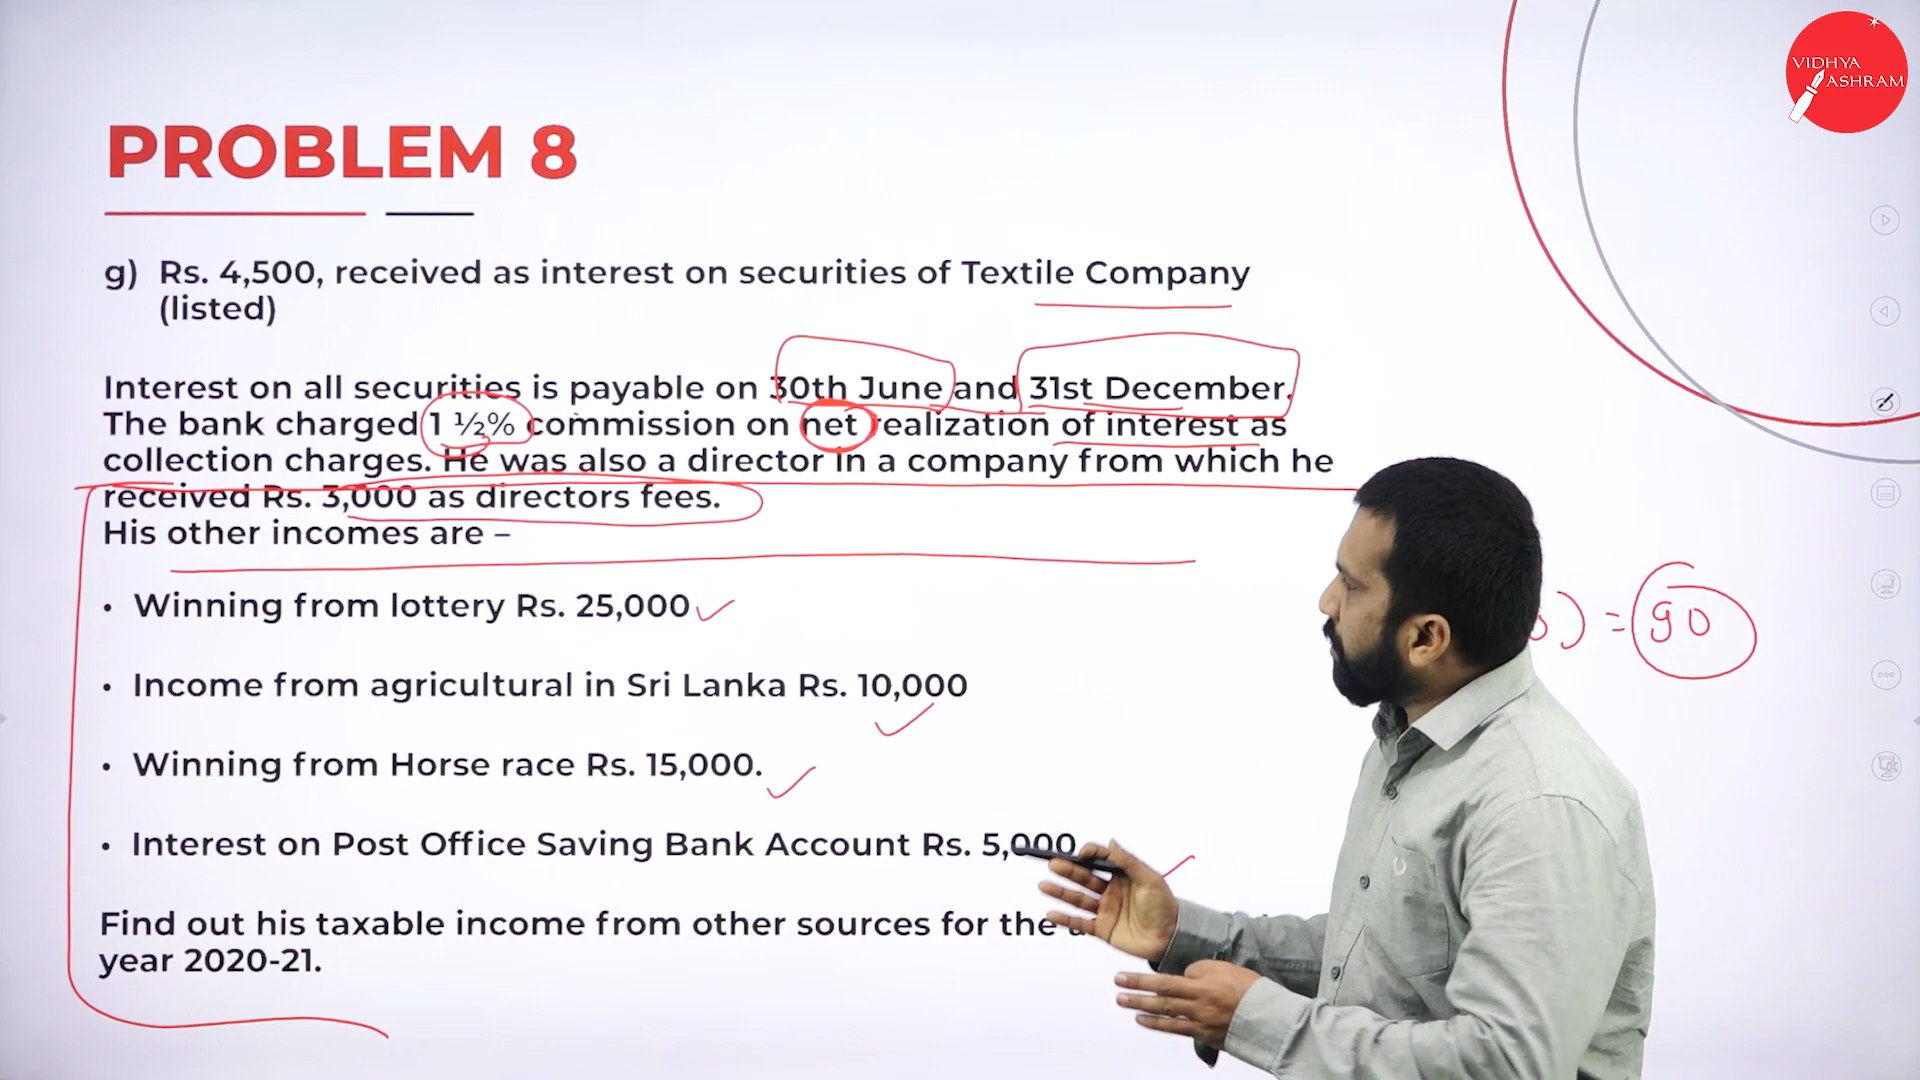 VIDHYA
ASHRAM
PROBLEM 8
g) Rs. 4,500, received as interest on securities of Textile Company
(listed)
Interest on all securities is payable on 30th June and 31st December.
The bank charged 1 ½% commission on net realization of interest as
collection charges. He was also a director in a company from which he
received Rs. 3,000 as directors fees.
His other incomes are –
• Winning from lottery Rs. 25,000
= 90
• Income from agricultural in Sri Lanka Rs. 10,000
• Winning from Horse race Rs. 15,000.
• Interest on Post Office Saving Bank Account Rs. 5,000
Find out his taxable income from other sources for the
year 2020-21.